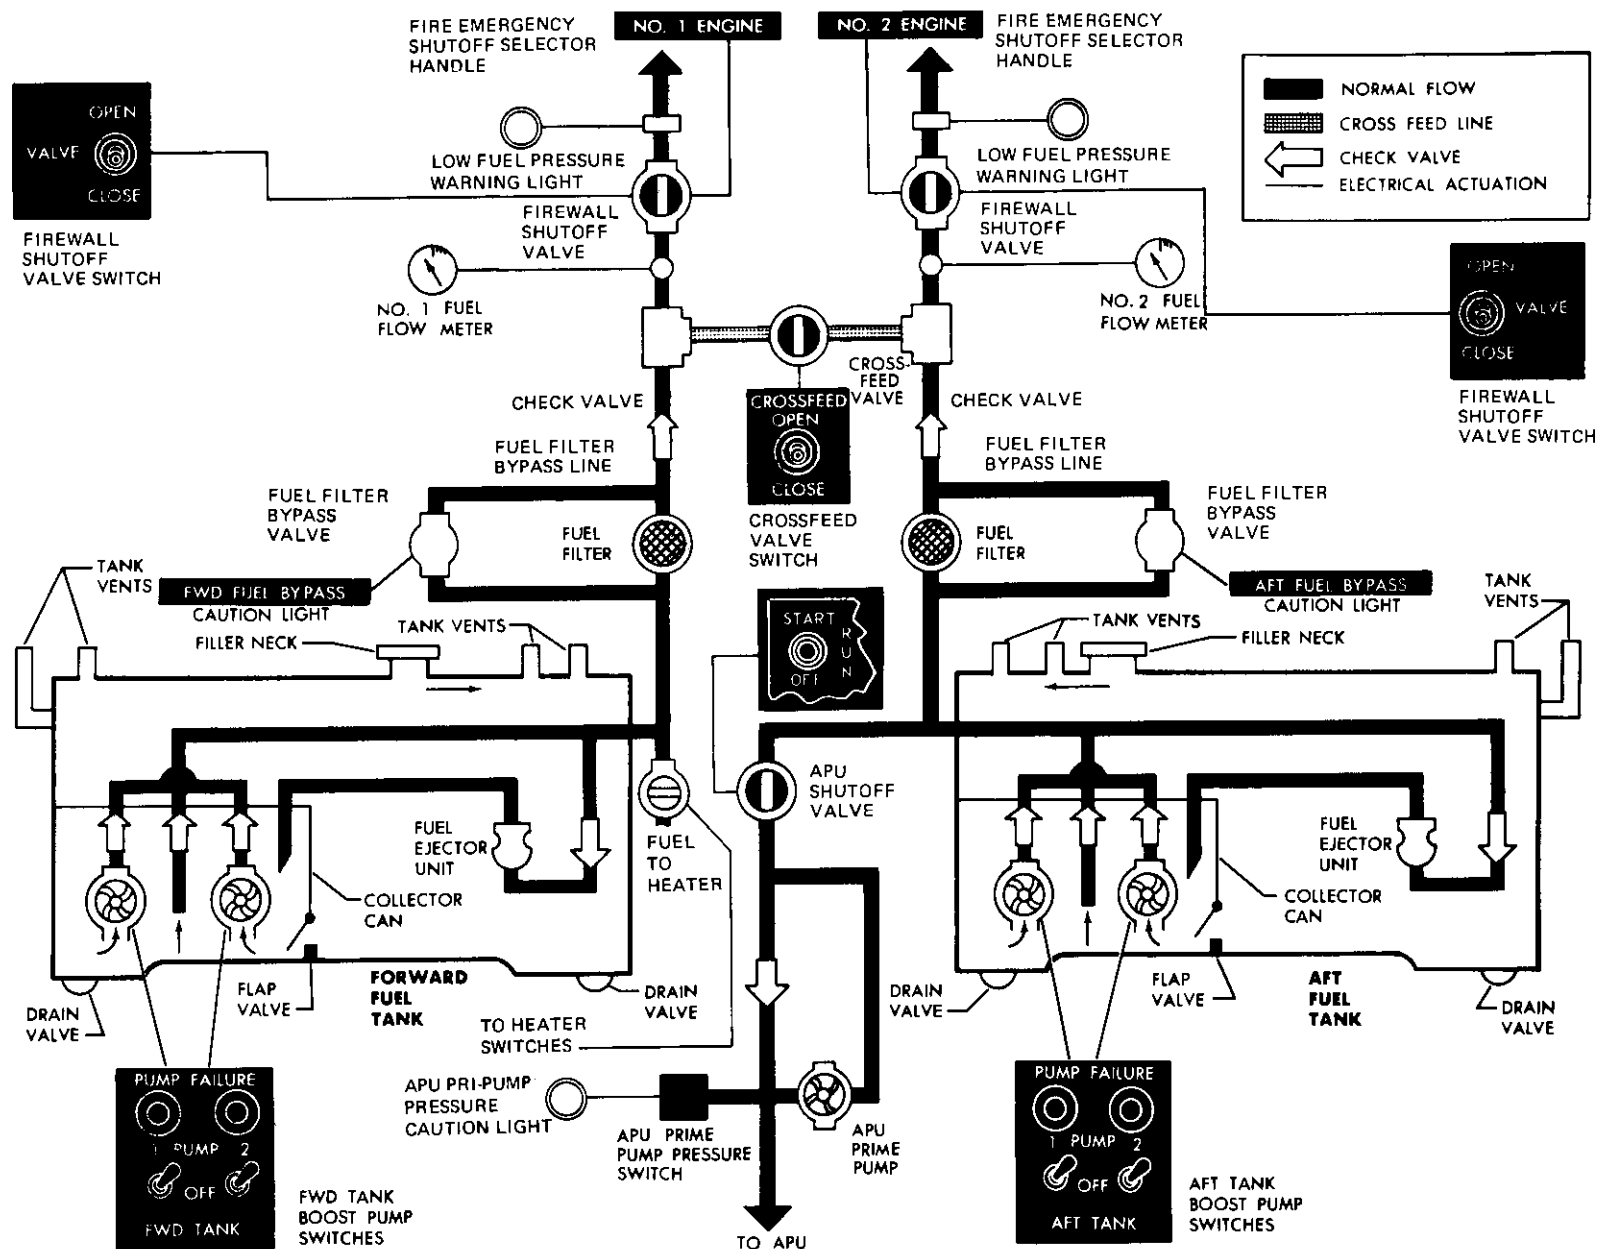 FIRE EMERGENCY
SHUTOFF SELECTOR
HANDLE
NO. 1 ENGINE
NO. 2 ENGINE
FIRE EMERGENCY
SHUTOFF SELECTOR
HANDLE
NORMAL FLOW
CROSS FEED LINE
CHECK VALVE
ELECTRICAL ACTUATION
OPEN
VALVE
CLOSE
FIREWALL
SHUTOFF
VALVE SWITCH
LOW FUEL PRESSURE
WARNING LIGHT
LOW FUEL PRESSURE
WARNING LIGHT
FIREWALL
SHUTOFF
VALVE
FIREWALL
SHUTOFF
VALVE
NO. 1 FUEL
FLOW METER
NO. 2 FUEL
FLOW METER
OPEN
VALVE
CLOSE
FIREWALL
SHUTOFF
VALVE SWITCH
CROSS-
FEED
VALVE
CHECK VALVE
CROSSFEED
OPEN
CLOSE
CHECK VALVE
FUEL FILTER
BYPASS LINE
FUEL FILTER
BYPASS LINE
CROSSFEED
VALVE
SWITCH
FUEL FILTER
BYPASS
VALVE
FUEL
FILTER
FUEL
FILTER
FUEL FILTER
BYPASS
VALVE
TANK
VENTS
FWD FUEL BYPASS
CAUTION LIGHT
AFT FUEL BYPASS
CAUTION LIGHT
TANK
VENTS
FILLER NECK
TANK VENTS
START
RUN
OFF
TANK VENTS
FILLER NECK
APU
SHUTOFF
VALVE
FUEL
EJECTOR
UNIT
FUEL
TO
HEATER
FUEL
EJECTOR
UNIT
COLLECTOR
CAN
COLLECTOR
CAN
DRAIN
VALVE
FLAP
VALVE
FORWARD
FUEL
TANK
DRAIN
VALVE
DRAIN
VALVE
FLAP
VALVE
AFT
FUEL
TANK
DRAIN
VALVE
TO HEATER
SWITCHES
APU PRI-PUMP
PRESSURE
CAUTION LIGHT
APU PRIME
PUMP PRESSURE
SWITCH
APU
PRIME
PUMP
PUMP FAILURE
1 PUMP 2
OFF
FWD TANK
FWD TANK
BOOST PUMP
SWITCHES
PUMP FAILURE
1 PUMP 2
OFF
AFT TANK
AFT TANK
BOOST PUMP
SWITCHES
TO APU